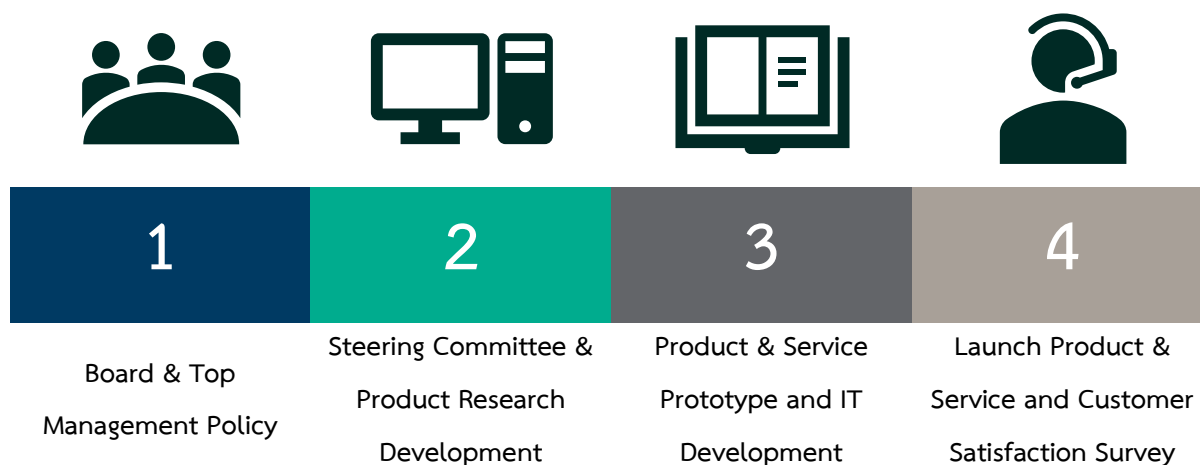 1
2
3
4
Board & Top
Management Policy
Steering Committee &
Product Research
Development
Product & Service
Prototype and IT
Development
Launch Product &
Service and Customer
Satisfaction Survey